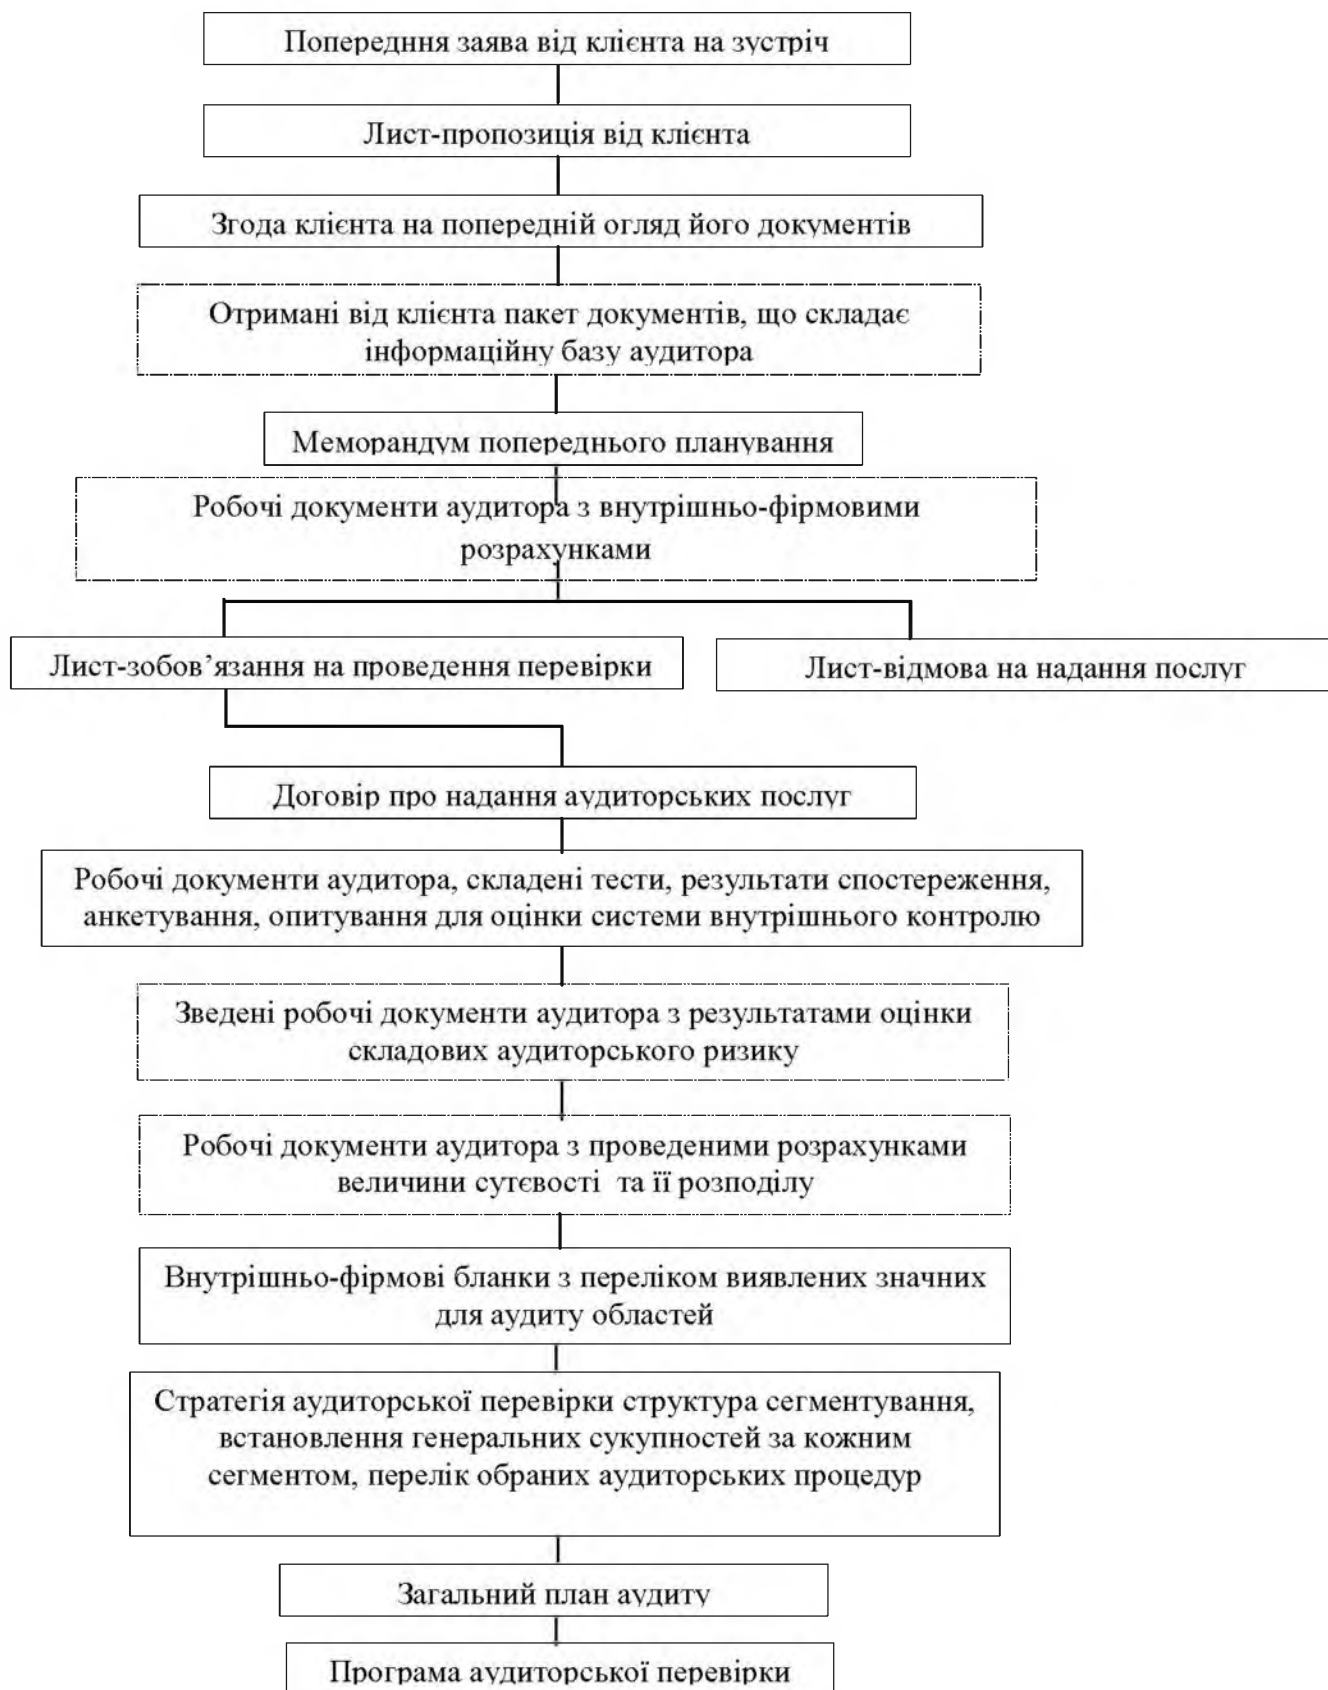 Попередння заява від клієнта на зустріч
Лист-пропозиція від клієнта
Згода клієнта на попередній огляд його документів
Отримані від клієнта пакет документів, що складає
інформаційну базу аудитора
Меморандум попереднього планування
Робочі документи аудитора з внутрішньо-фірмовими
розрахунками
Лист-зобов’язання на проведення перевірки
Лист-відмова на надання послуг
Договір про надання аудиторських послуг
Робочі документи аудитора, складені тести, результати спостереження,
анкетування, опитування для оцінки системи внутрішнього контролю
Зведені робочі документи аудитора з результатами оцінки
складових аудиторського ризику
Робочі документи аудитора з проведеними розрахунками
величини сутєвості та її розподілу
Внутрішньо-фірмові бланки з переліком виявлених значних
для аудиту областей
Стратегія аудиторської перевірки структура сегментування,
встановлення генеральних сукупностей за кожним
сегментом, перелік обраних аудиторських процедур
Загальний план аудиту
Програма аудиторської перевірки